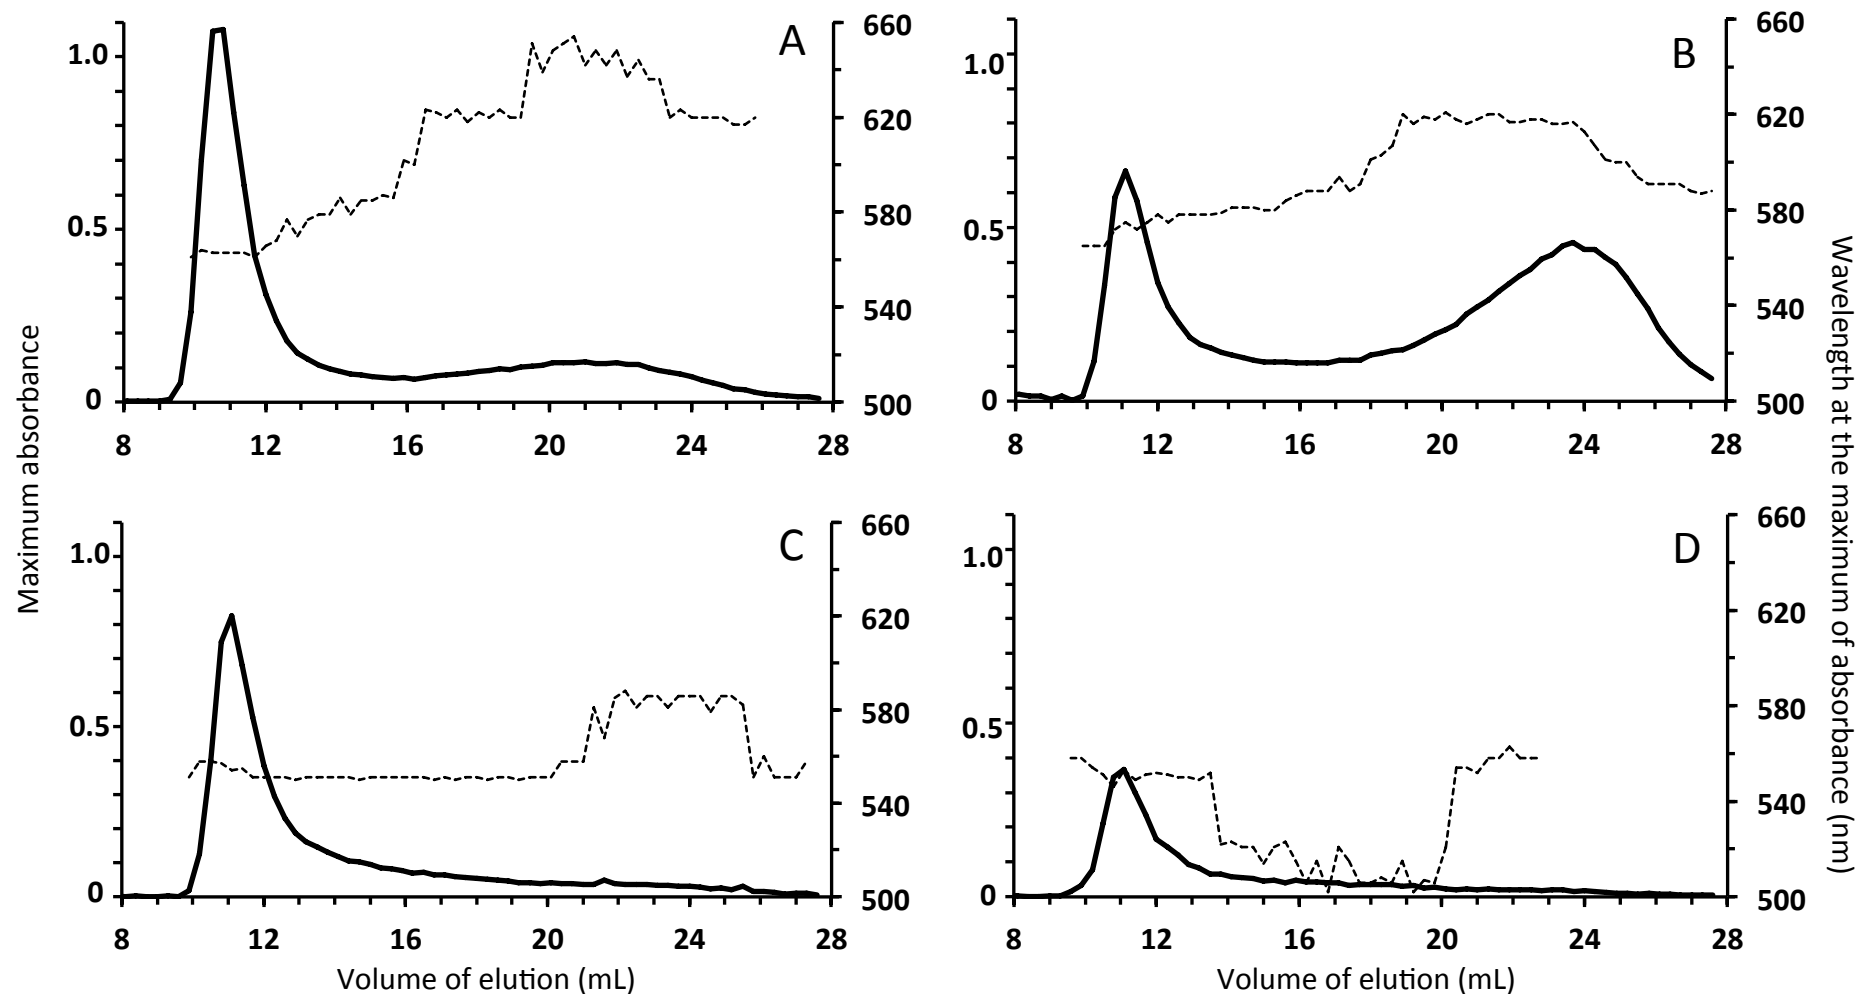 A
1.0
0.5
0
660
620
580
540
500
8 12 16 20 24 28
B
1.0
0.5
0
660
620
580
540
500
8 12 16 20 24 28
C
1.0
0.5
0
660
620
580
540
500
8 12 16 20 24 28
D
1.0
0.5
0
660
620
580
540
500
8 12 16 20 24 28
Maximum absorbance
Wavelength at the maximum of absorbance (nm)
Volume of elution (mL)
Volume of elution (mL)